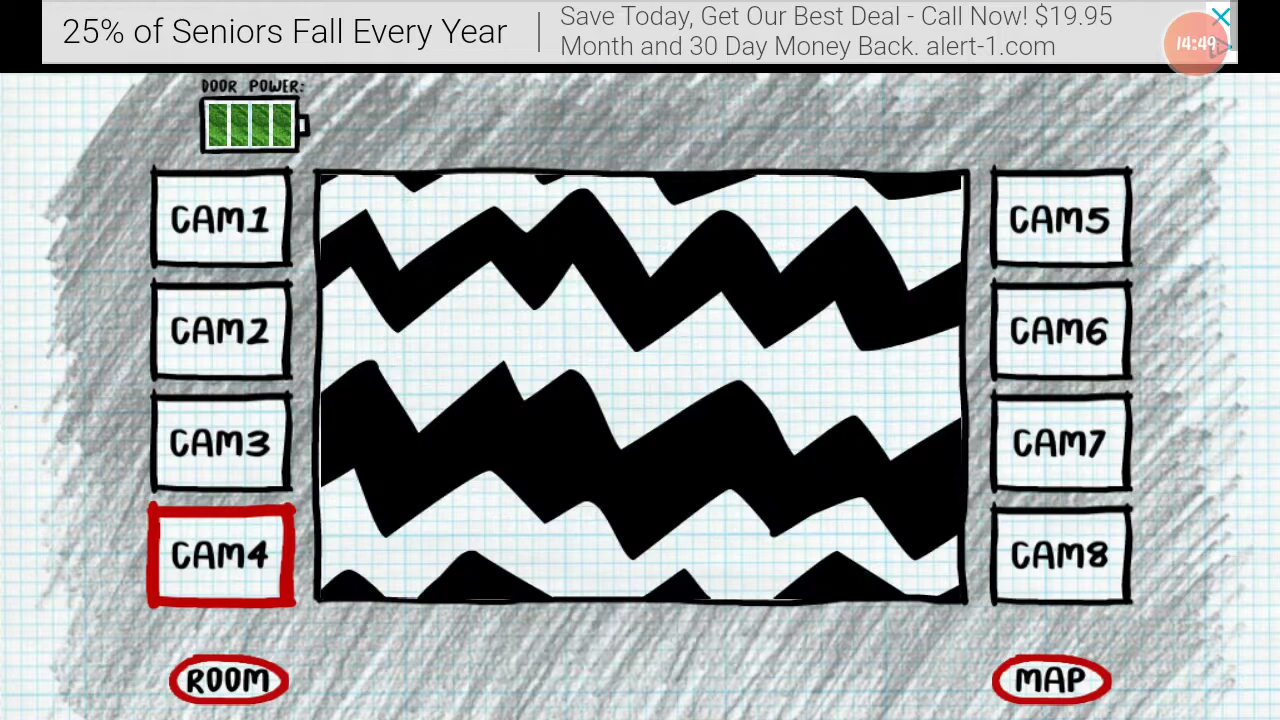 25% of Seniors Fall Every Year
Save Today, Get Our Best Deal - Call Now! $19.95
Month and 30 Day Money Back. alert-1.com
14:49
DOOR POWER:
CAM1
CAM2
CAM3
CAM4
CAM5
CAM6
CAM7
CAM8
ROOM
MAP